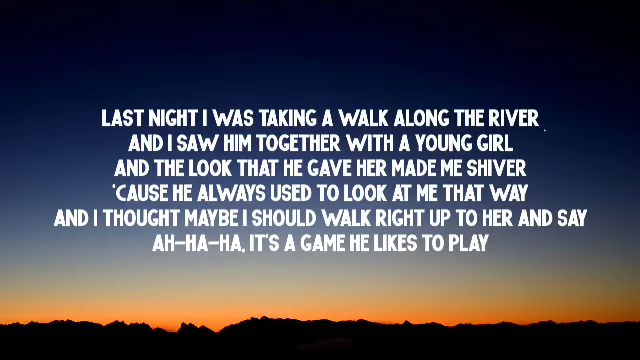 LAST NIGHT I WAS TAKING A WALK ALONG THE RIVER
AND I SAW HIM TOGETHER WITH A YOUNG GIRL
AND THE LOOK THAT HE GAVE HER MADE ME SHIVER
'CAUSE HE ALWAYS USED TO LOOK AT ME THAT WAY
AND I THOUGHT MAYBE I SHOULD WALK RIGHT UP TO HER AND SAY
AH-HA-HA, IT'S A GAME HE LIKES TO PLAY